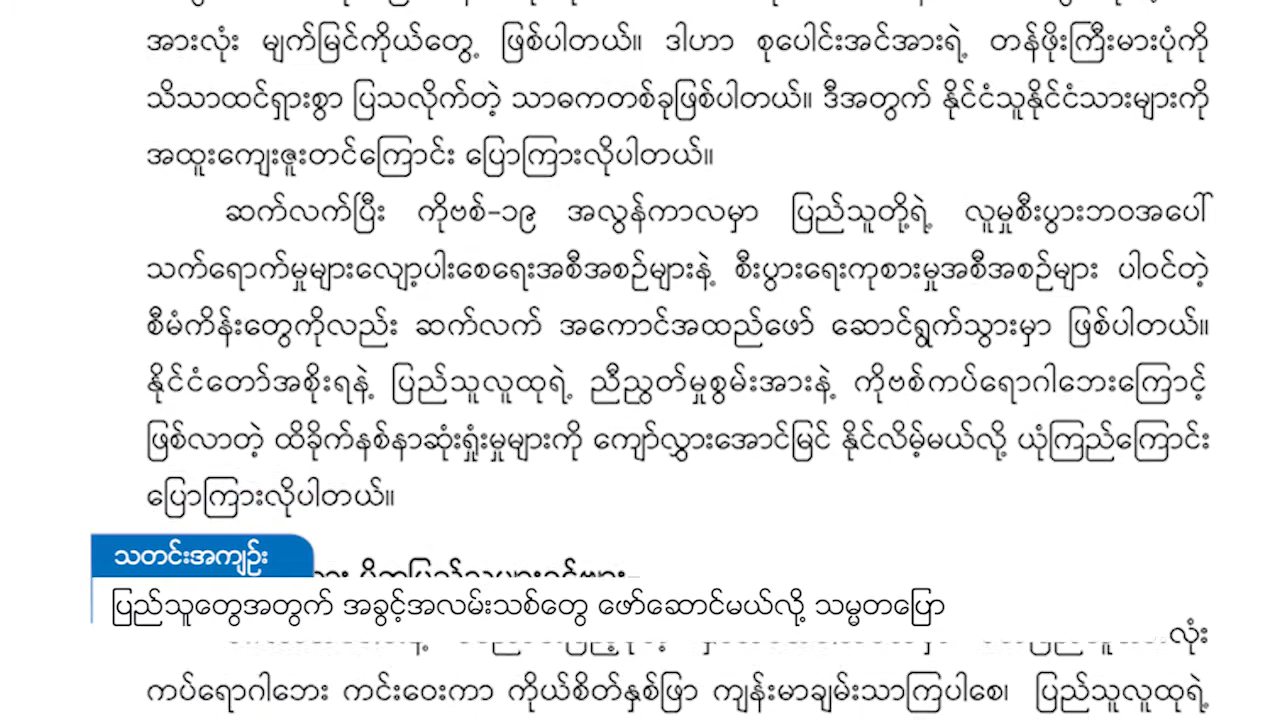 အားလုံး မျက်မြင်ကိုယ်တွေ့ ဖြစ်ပါတယ်။ ဒါဟာ စုပေါင်းအင်အားရဲ့ တန်ဖိုးကြီးမားပုံကို
သိသာထင်ရှားစွာ ပြသလိုက်တဲ့ သာဓကတစ်ခုဖြစ်ပါတယ်။ ဒီအတွက် နိုင်ငံသူနိုင်ငံသားများကို
အထူးကျေးဇူးတင်ကြောင်း ပြောကြားလိုပါတယ်။
ဆက်လက်ပြီး ကိုဗစ်-၁၉ အလွန်ကာလမှာ ပြည်သူတို့ရဲ့ လူမှုစီးပွားဘဝအပေါ်
သက်ရောက်မှုများလျော့ပါးစေရေးအစီအစဉ်များနဲ့ စီးပွားရေးကုစားမှုအစီအစဉ်များ ပါဝင်တဲ့
စီမံကိန်းတွေကိုလည်း ဆက်လက် အကောင်အထည်ဖော် ဆောင်ရွက်သွားမှာ ဖြစ်ပါတယ်။
နိုင်ငံတော်အစိုးရနဲ့ ပြည်သူလူထုရဲ့ ညီညွတ်မှုစွမ်းအားနဲ့ ကိုဗစ်ကပ်ရောဂါဘေးကြောင့်
ဖြစ်လာတဲ့ ထိခိုက်နစ်နာဆုံးရှုံးမှုများကို ကျော်လွှားအောင်မြင် နိုင်လိမ့်မယ်လို့ ယုံကြည်ကြောင်း
ပြောကြားလိုပါတယ်။
သတင်းအကျဉ်း
ပြည်သူတွေအတွက် အခွင့်အလမ်းသစ်တွေ ဖော်ဆောင်မယ်လို့ သမ္မတပြော
ကပ်ရောဂါဘေး ကင်းဝေးကာ ကိုယ်စိတ်နှစ်ဖြာ ကျန်းမာချမ်းသာကြပါစေ၊ ပြည်သူလူထုရဲ့